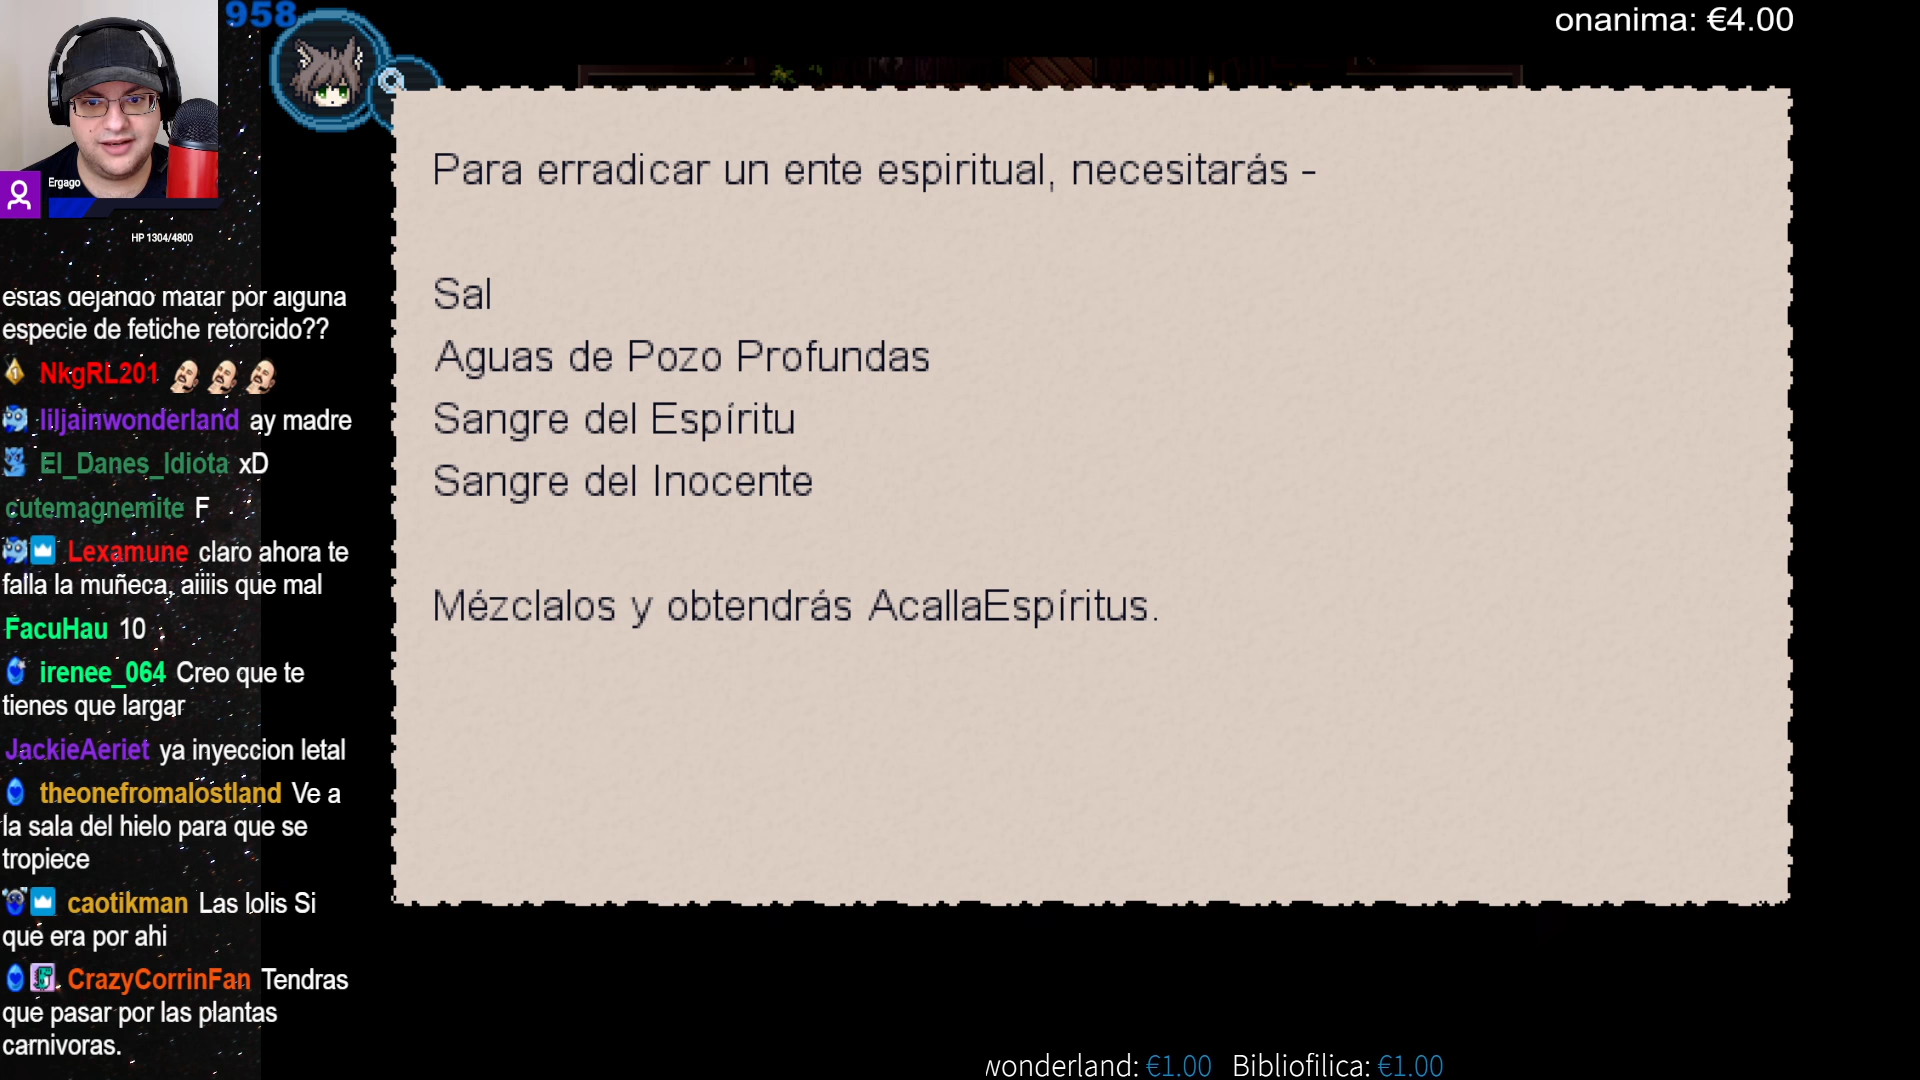 958
onanima: €4.00
Ergago
HP 1304/4800
Para erradicar un ente espiritual, necesitarás -
Sal
Aguas de Pozo Profundas
Sangre del Espíritu
Sangre del Inocente
Mézclalos y obtendrás AcallaEspíritus.
estas dejando matar por alguna
especie de fetiche retorcido??
NkgRL201
liljainwonderland ay madre
El_Danes_Idiota xD
cutemagnemite F
Lexamune claro ahora te
falla la muñeca, aiiiis que mal
FacuHau 10
irenee_064 Creo que te
tienes que largar
JackieAeriet ya inyeccion letal
theonefromalostland Ve a
la sala del hielo para que se
tropiece
caotikman Las lolis Si
que era por ahi
CrazyCorrinFan Tendras
que pasar por las plantas
carnivoras.
wonderland: €1.00 Bibliofilica: €1.00